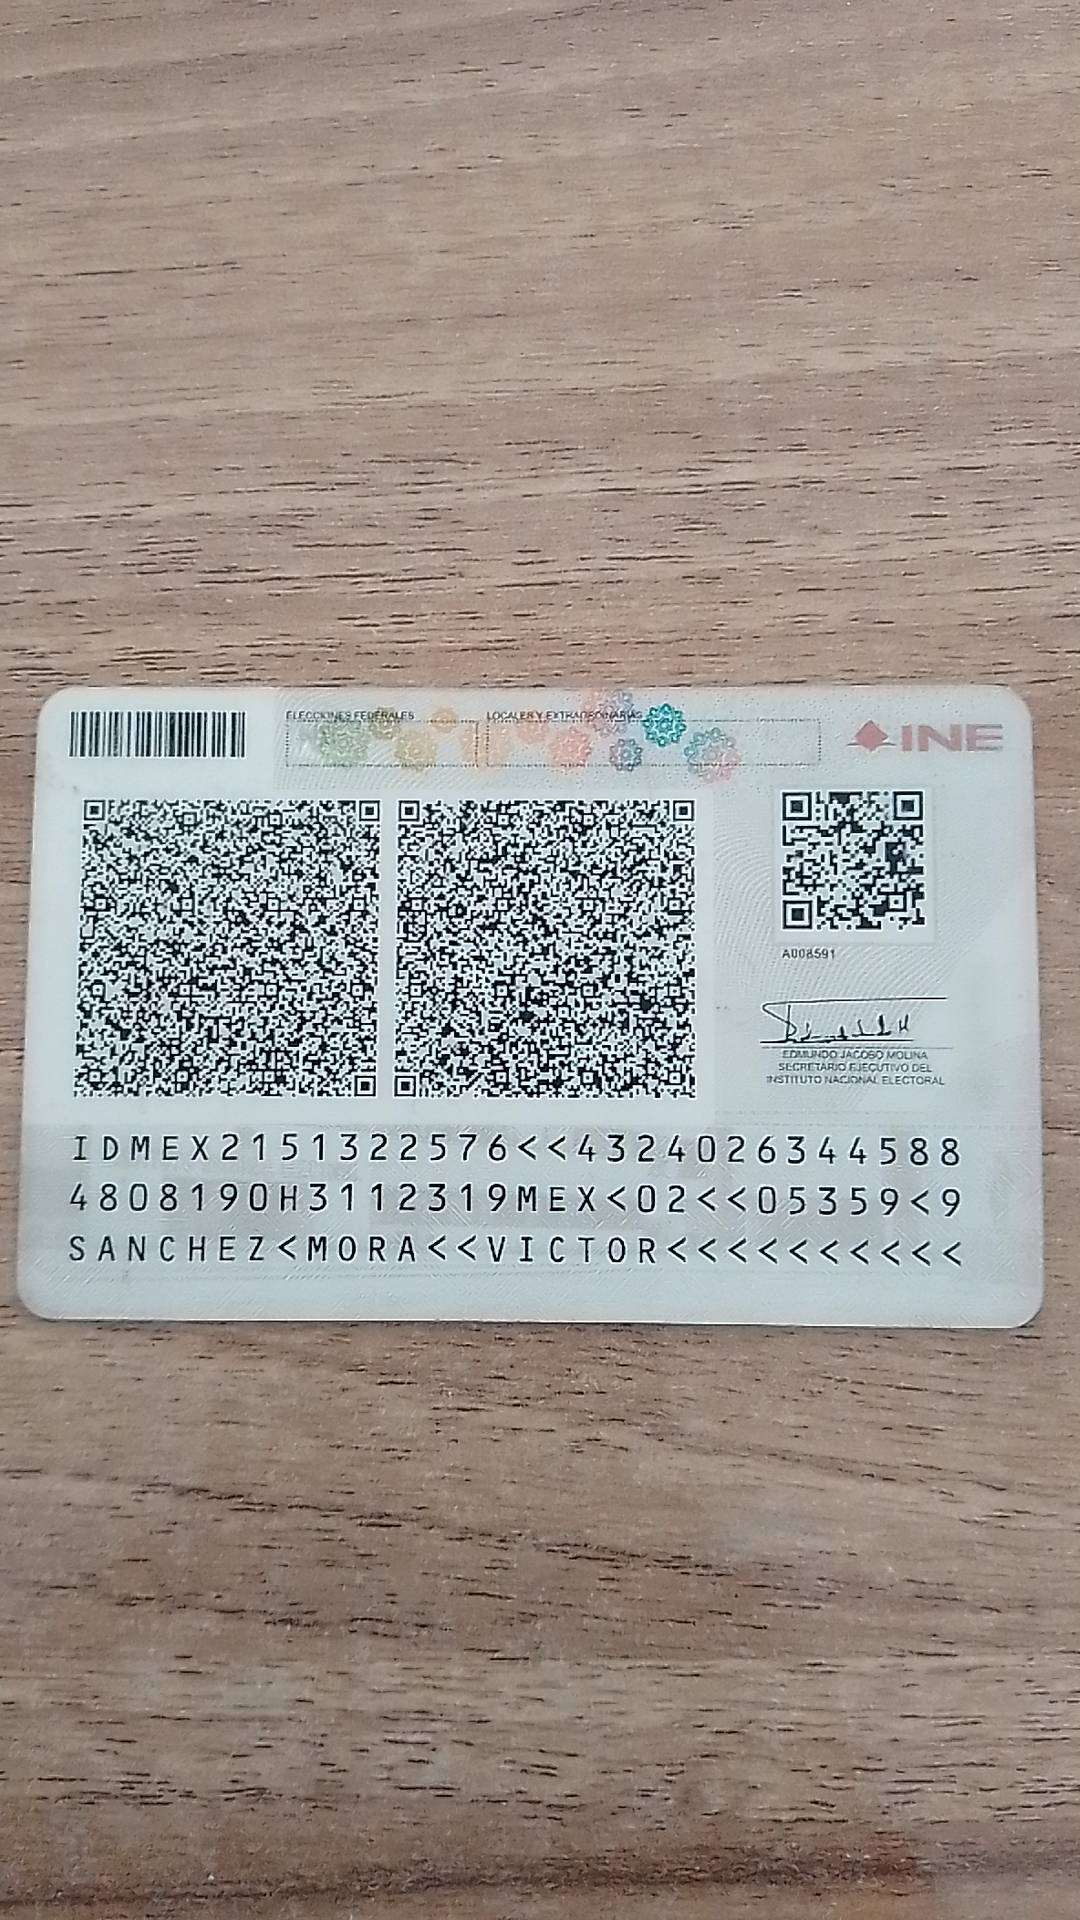 ELECCIONES FEDERALES LOCALES Y EXTRAORDINARIAS
INE
A008591
EDMUNDO JACOBO MOLINA
SECRETARIO EJECUTIVO DEL
INSTITUTO NACIONAL ELECTORAL
IDMEX2151322576<<4324026344588
4808190H3112319MEX<02<<05359<9
SANCHEZ<MORA<<VICTOR<<<<<<<<<<